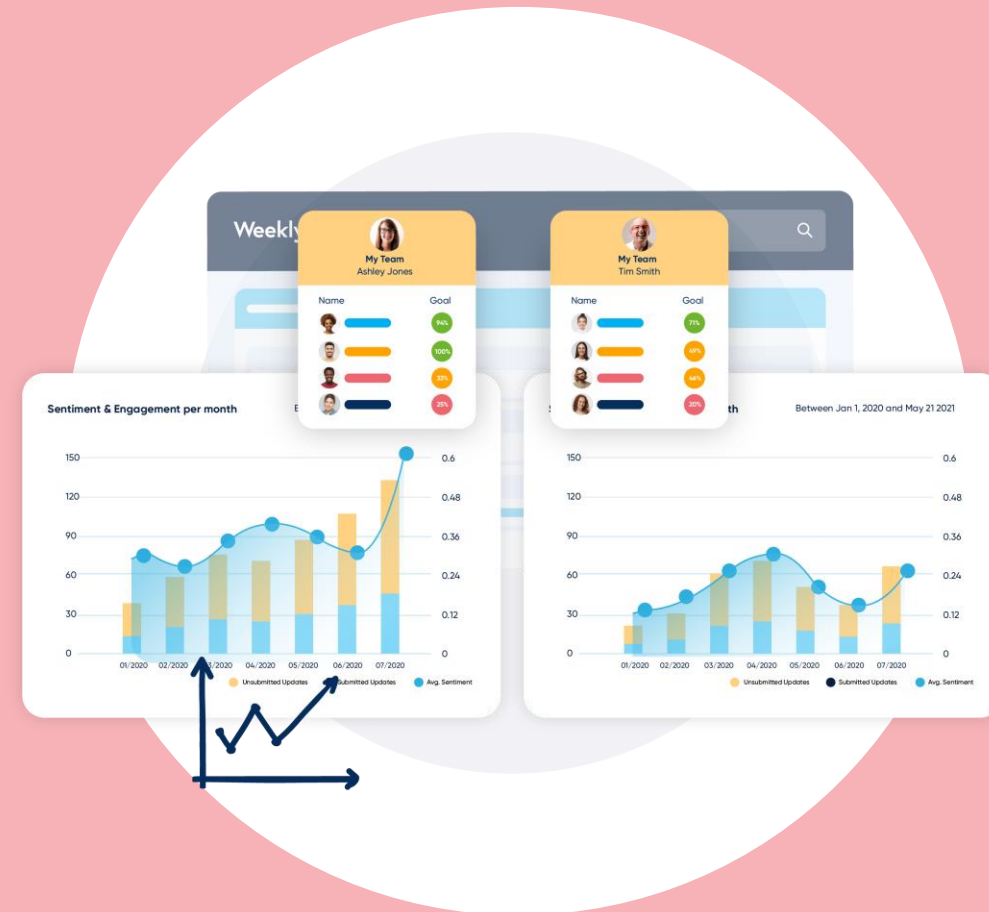 Weekly
My Team
Ashley Jones
Name Goal
94%
100%
33%
25%
My Team
Tim Smith
Name Goal
71%
49%
46%
20%
Sentiment & Engagement per month
150 0.6
120 0.48
90 0.36
60 0.24
30 0.12
0 0
01/2020 02/2020 3/2020 04/2020 05/2020 06/2020 07/2020
Unsubmitted Updates Submitted Updates Avg. Sentiment
th Between Jan 1, 2020 and May 21 2021
150 0.6
120 0.48
90 0.36
60 0.24
30 0.12
0 0
01/2020 02/2020 03/2020 04/2020 05/2020 06/2020 07/2020
Unsubmitted Updates Submitted Updates Avg. Sentiment